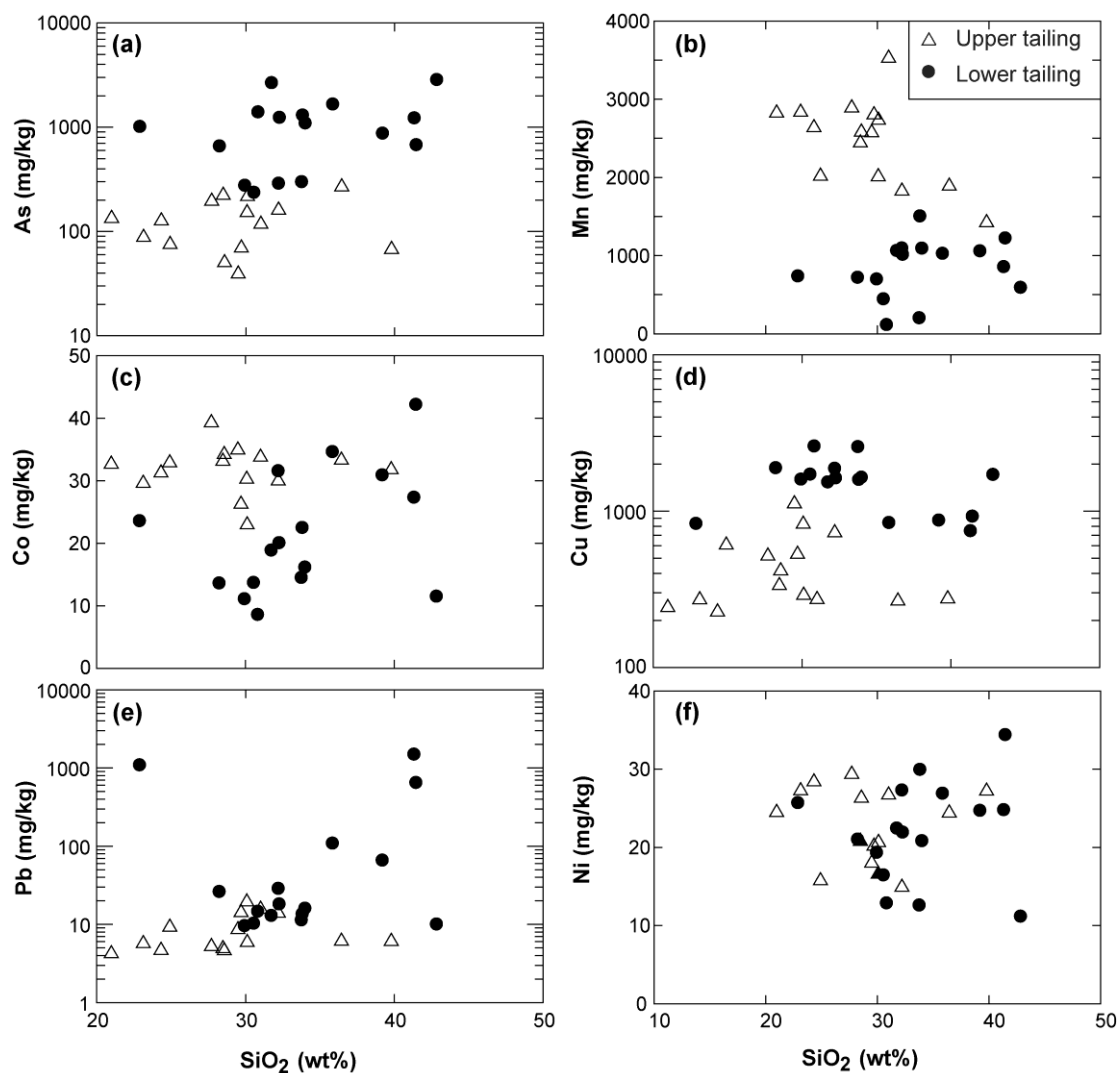 (a)
10000
1000
100
10
As (mg/kg)
(b)
4000
3000
2000
1000
0
Mn (mg/kg)
Upper tailing
Lower tailing
(c)
50
40
30
20
10
0
Co (mg/kg)
(d)
10000
1000
100
Cu (mg/kg)
(e)
10000
1000
100
10
1
Pb (mg/kg)
20 30 40 50
SiO2 (wt%)
(f)
40
30
20
10
0
Ni (mg/kg)
10 20 30 40 50
SiO2 (wt%)